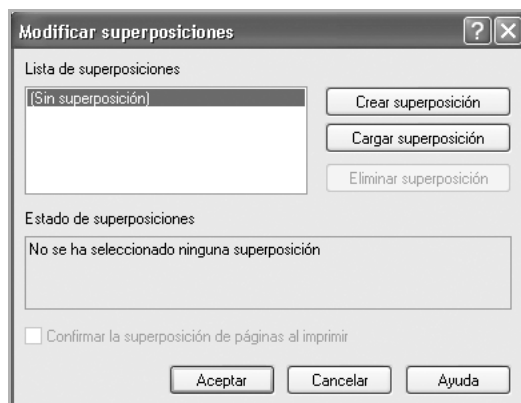 Modificar superposiciones
Lista de superposiciones
(Sin superposición)
Crear superposición
Cargar superposición
Eliminar superposición
Estado de superposiciones
No se ha seleccionado ninguna superposición
Confirmar la superposición de páginas al imprimir
Aceptar
Cancelar
Ayuda